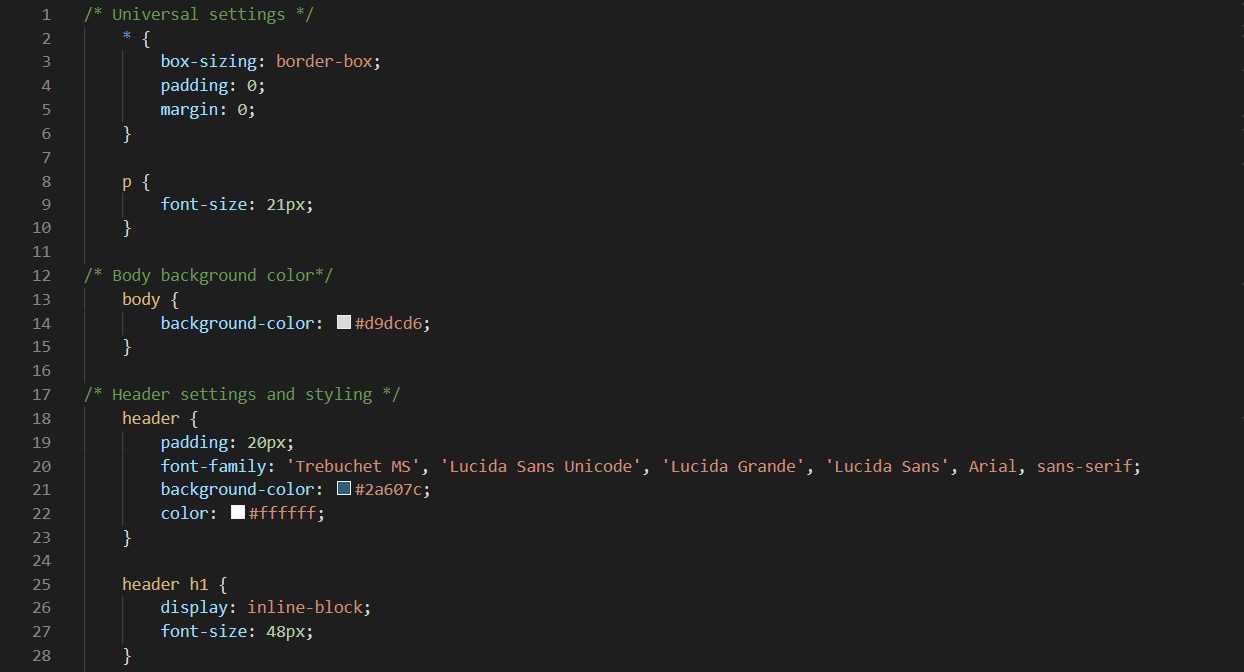 1 /* Universal settings */
2 * {
3 box-sizing: border-box;
4 padding: 0;
5 margin: 0;
6 }
7
8 p {
9 font-size: 21px;
10 }
11
12 /* Body background color*/
13 body {
14 background-color: #d9dcd6;
15 }
16
17 /* Header settings and styling */
18 header {
19 padding: 20px;
20 font-family: 'Trebuchet MS', 'Lucida Sans Unicode', 'Lucida Grande', 'Lucida Sans', Arial, sans-serif;
21 background-color: #2a607c;
22 color: #ffffff;
23 }
24
25 header h1 {
26 display: inline-block;
27 font-size: 48px;
28 }